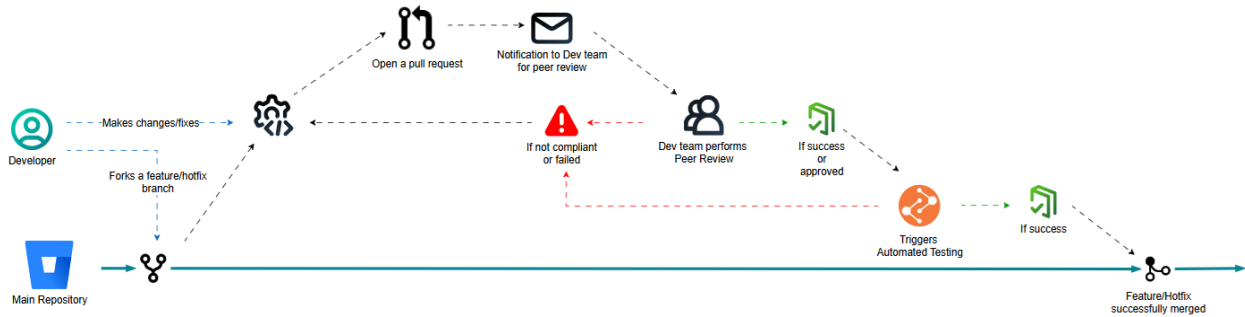 Open a pull request
Notification to Dev team
for peer review
Makes changes/fixes
Developer
If not compliant
or failed
Dev team performs
Peer Review
If success
or
approved
Forks a feature/hotfix
branch
Triggers
Automated Testing
If success
Main Repository
Feature/Hotfix
successfully merged